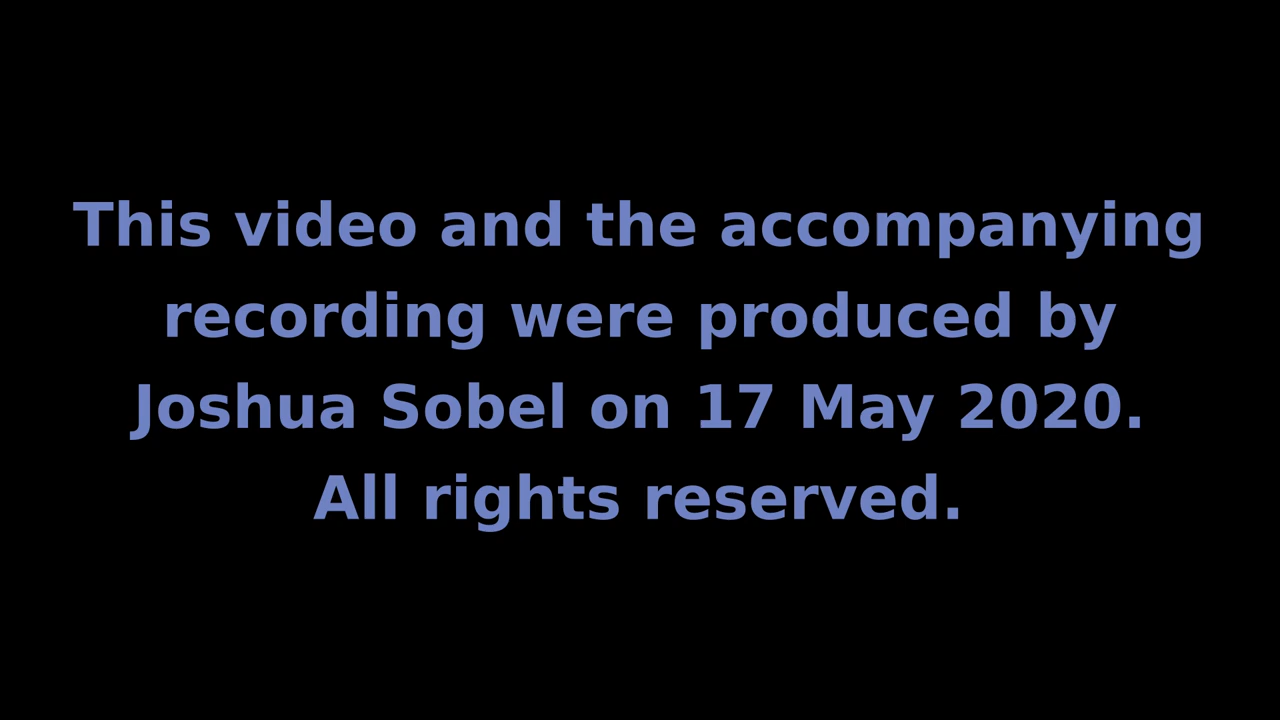 This video and the accompanying
recording were produced by
Joshua Sobel on 17 May 2020.
All rights reserved.